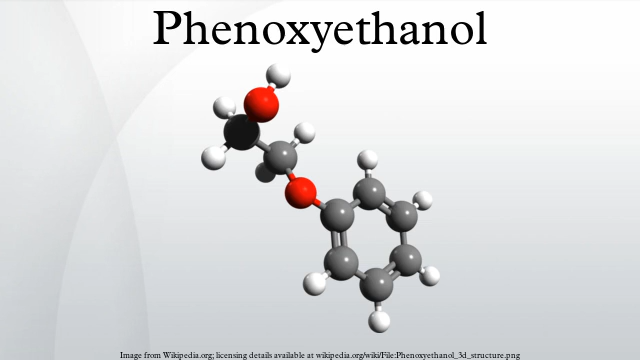 Phenoxyethanol
Image from Wikipedia.org; licensing details available at wikipedia.org/wiki/File:Phenoxyethanol_3d_structure.png